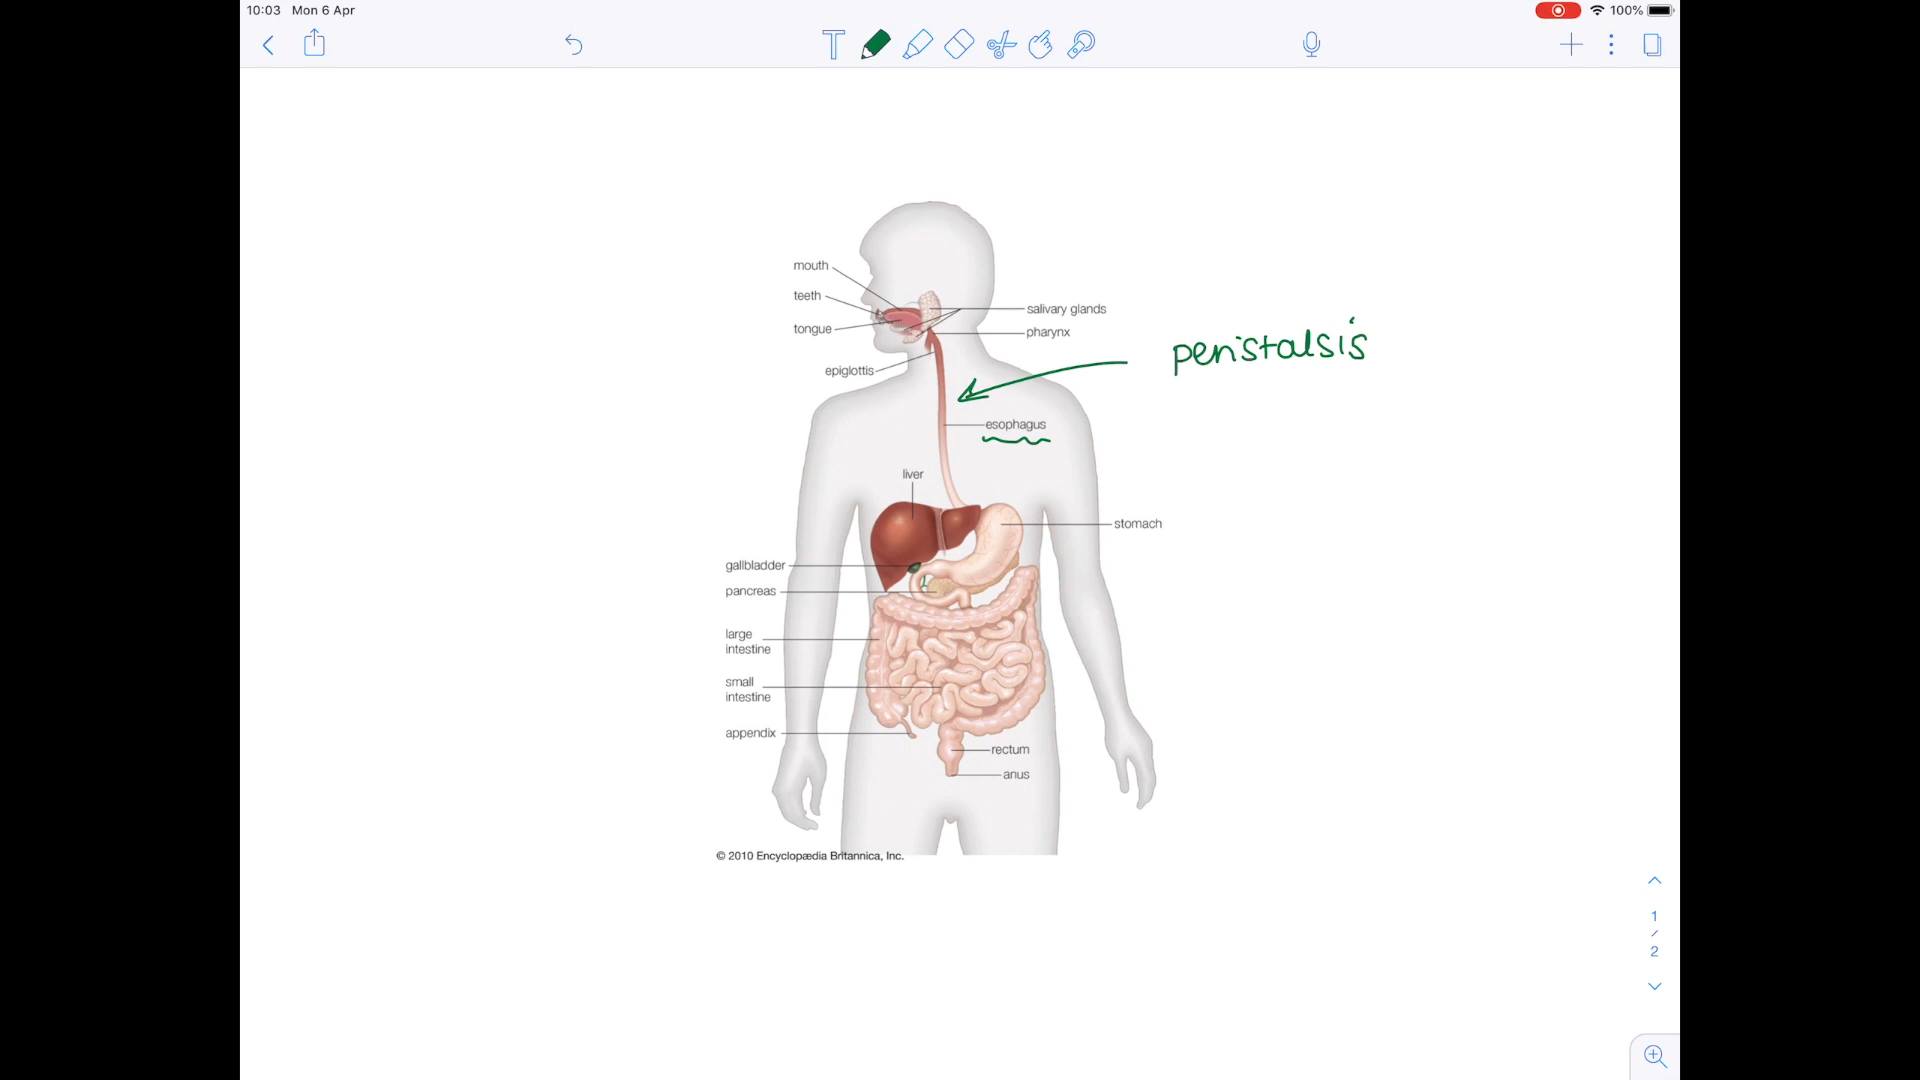 10:03 Mon 6 Apr
100%
T
mouth
teeth
tongue
salivary glands
pharynx
peristalsis
epiglottis
esophagus
liver
stomach
gallbladder
pancreas
large
intestine
small
intestine
appendix
rectum
anus
© 2010 Encyclopædia Britannica, Inc.
1
/
2